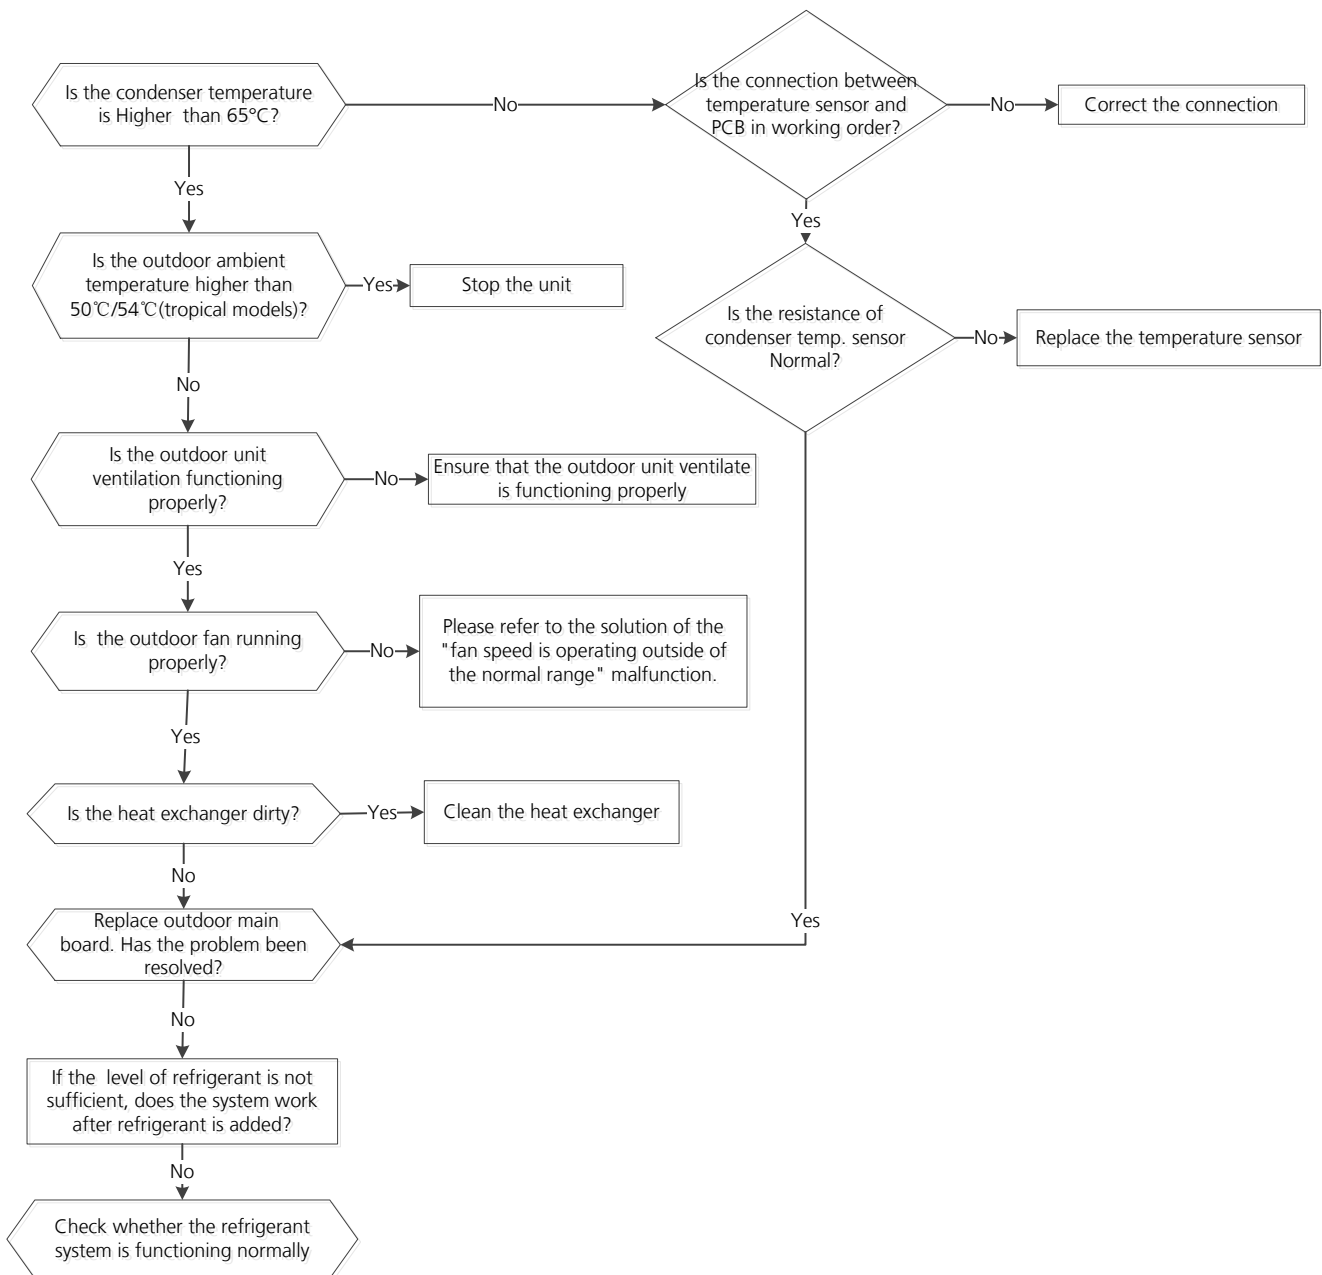 Is the condenser temperature
is Higher than 65°C?
No
Is the connection between
temperature sensor and
PCB in working order?
No
Correct the connection
Yes
Yes
Is the outdoor ambient
temperature higher than
50℃/54℃(tropical models)?
Yes
Stop the unit
Is the resistance of
condenser temp. sensor
Normal?
No
Replace the temperature sensor
No
Is the outdoor unit
ventilation functioning
properly?
No
Ensure that the outdoor unit ventilate
is functioning properly
Yes
Is the outdoor fan running
properly?
No
Please refer to the solution of the
"fan speed is operating outside of
the normal range" malfunction.
Yes
Is the heat exchanger dirty?
Yes
Clean the heat exchanger
No
Yes
Replace outdoor main
board. Has the problem been
resolved?
No
If the level of refrigerant is not
sufficient, does the system work
after refrigerant is added?
No
Check whether the refrigerant
system is functioning normally